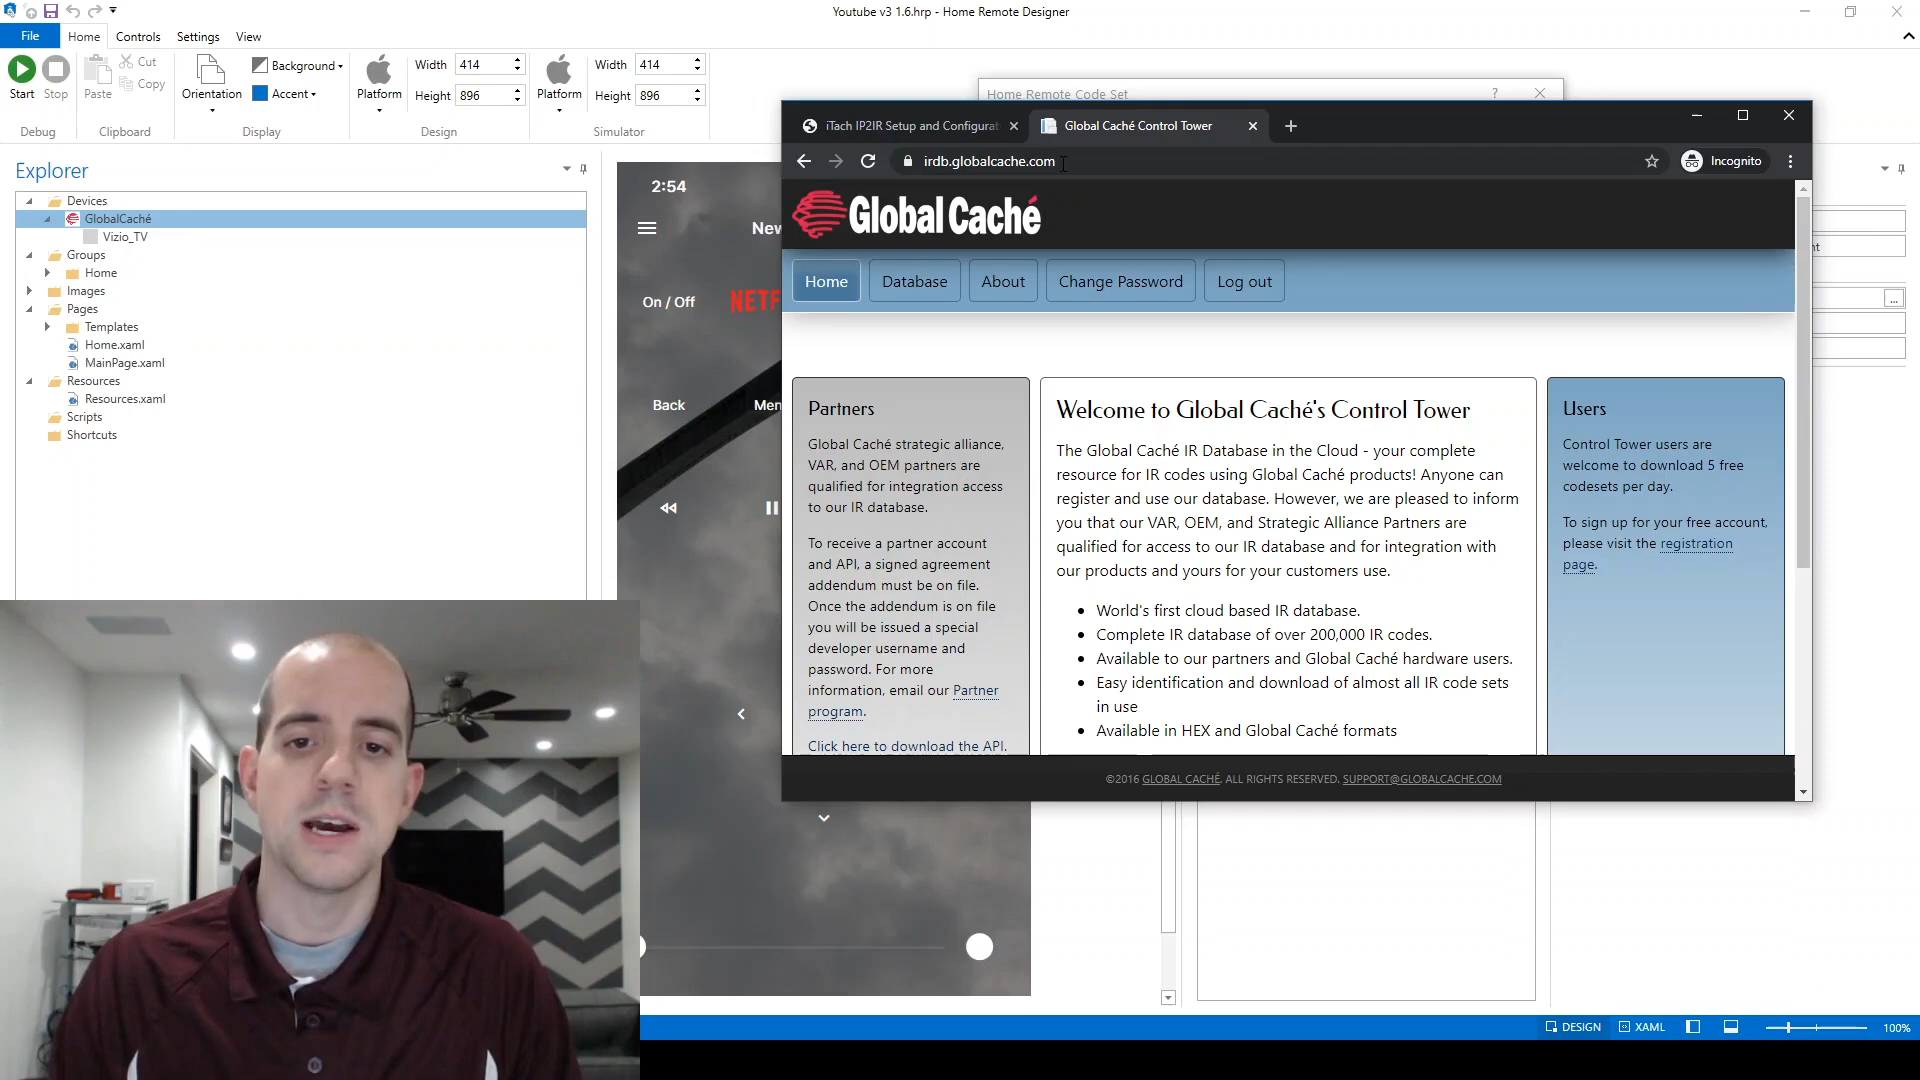 Youtube v3 1.6.hrp - Home Remote Designer
File
Home
Controls
Settings
View
Start
Stop
Debug
Paste
Cut
Copy
Clipboard
Orientation
Background
Accent
Display
Platform
Width 414
Height 896
Design
Platform
Width 414
Height 896
Simulator
Explorer
Devices
GlobalCaché
Vizio_TV
Groups
Home
Images
Pages
Templates
Home.xaml
MainPage.xaml
Resources
Resources.xaml
Scripts
Shortcuts
2:54
New
On / Off
NETF
Back
Men
Home Remote Code Set
?
iTach IP2IR Setup and Configurat
Global Caché Control Tower
irdb.globalcache.com
Incognito
Global Caché
Home
Database
About
Change Password
Log out
Partners
Global Caché strategic alliance,
VAR, and OEM partners are
qualified for integration access
to our IR database.
To receive a partner account
and API, a signed agreement
addendum must be on file.
Once the addendum is on file
you will be issued a special
developer username and
password. For more
information, email our Partner
program.
Click here to download the API.
Welcome to Global Caché's Control Tower
The Global Caché IR Database in the Cloud - your complete
resource for IR codes using Global Caché products! Anyone can
register and use our database. However, we are pleased to inform
you that our VAR, OEM, and Strategic Alliance Partners are
qualified for access to our IR database and for integration with
our products and yours for your customers use.
• World's first cloud based IR database.
• Complete IR database of over 200,000 IR codes.
• Available to our partners and Global Caché hardware users.
• Easy identification and download of almost all IR code sets
in use
• Available in HEX and Global Caché formats
Users
Control Tower users are
welcome to download 5 free
codesets per day.
To sign up for your free account,
please visit the registration
page.
©2016 GLOBAL CACHÉ. ALL RIGHTS RESERVED. SUPPORT@GLOBALCACHE.COM
nt
...
DESIGN
XAML
100%